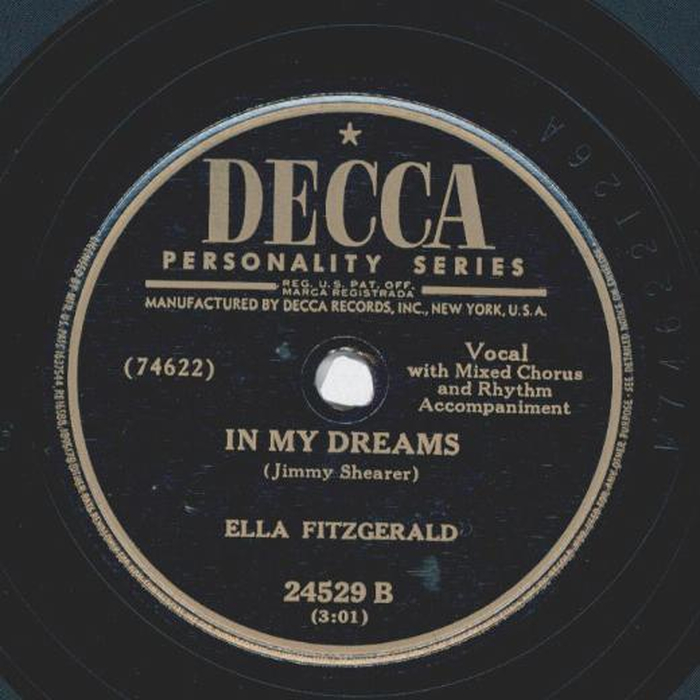 DECCA
PERSONALITY SERIES
REG. U.S. PAT. OFF.
MARCA REGISTRADA
MANUFACTURED BY DECCA RECORDS, INC., NEW YORK, U.S.A.
(74622)
Vocal
with Mixed Chorus
and Rhythm
Accompaniment
IN MY DREAMS
(Jimmy Shearer)
ELLA FITZGERALD
24529 B
(3:01)